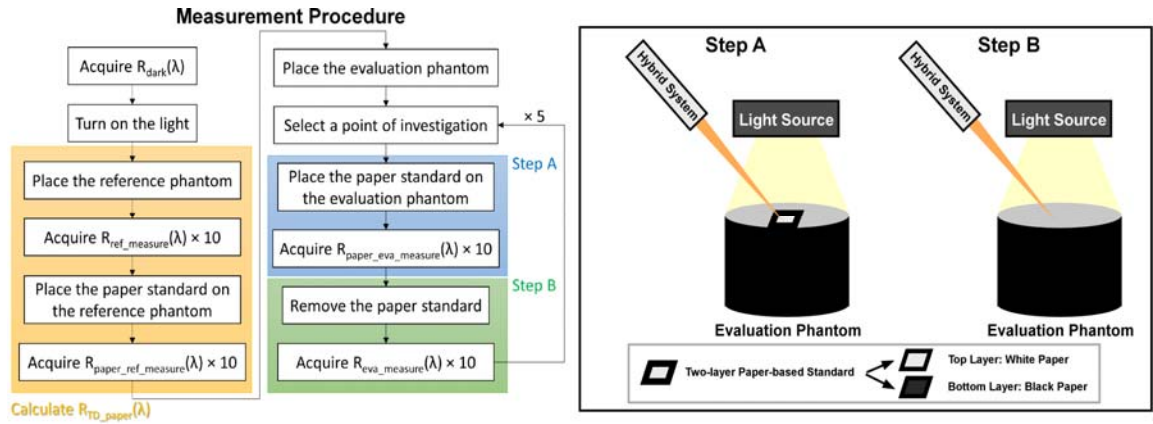 Measurement Procedure
Acquire R_dark(λ)
Turn on the light
Place the reference phantom
Acquire R_ref_measure(λ) × 10
Place the paper standard on
the reference phantom
Acquire R_paper_ref_measure(λ) × 10
Calculate R_TD_paper(λ)
Place the evaluation phantom
Select a point of investigation
× 5
Step A
Place the paper standard on
the evaluation phantom
Acquire R_paper_eva_measure(λ) × 10
Step B
Remove the paper standard
Acquire R_eva_measure(λ) × 10
Step A
Hybrid System
Light Source
Evaluation Phantom
Step B
Hybrid System
Light Source
Evaluation Phantom
Two-layer Paper-based Standard
Top Layer: White Paper
Bottom Layer: Black Paper